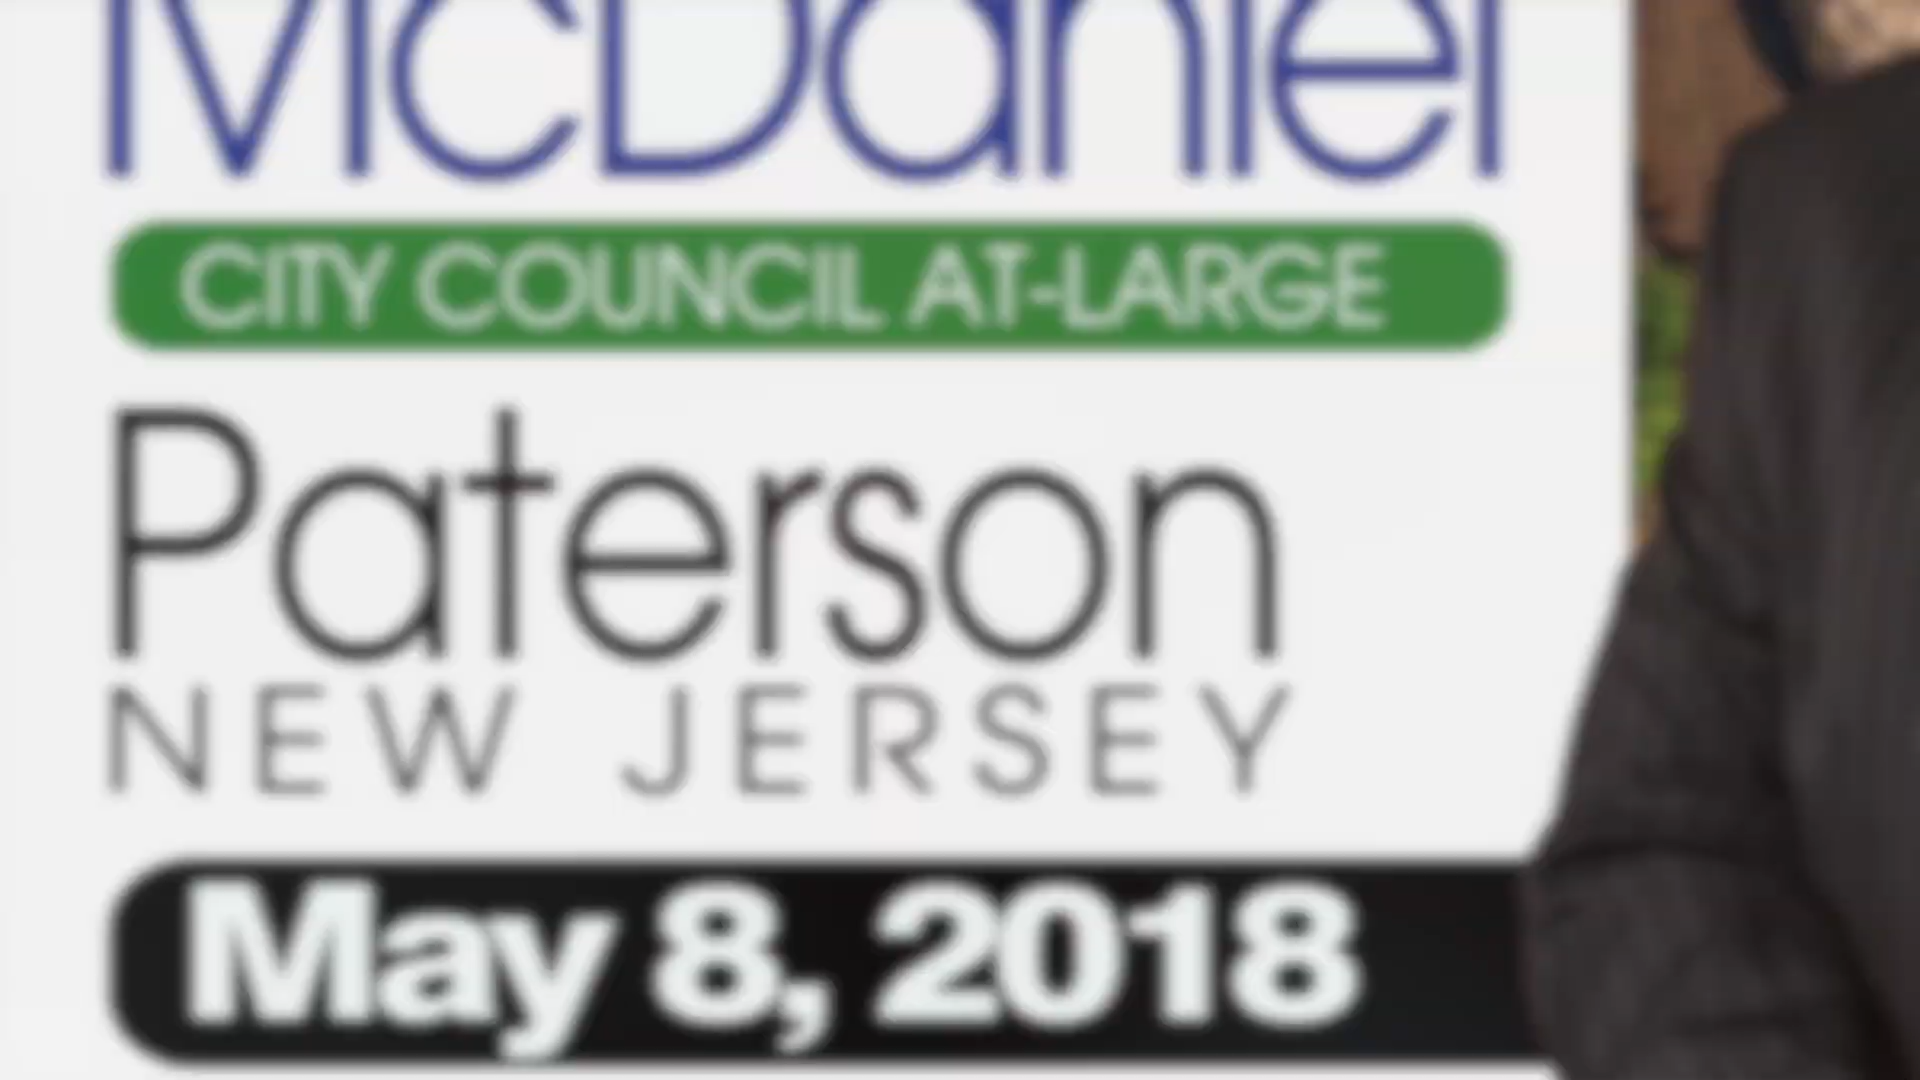 McDaniel
CITY COUNCIL AT-LARGE
Paterson
NEW JERSEY
May 8, 2018